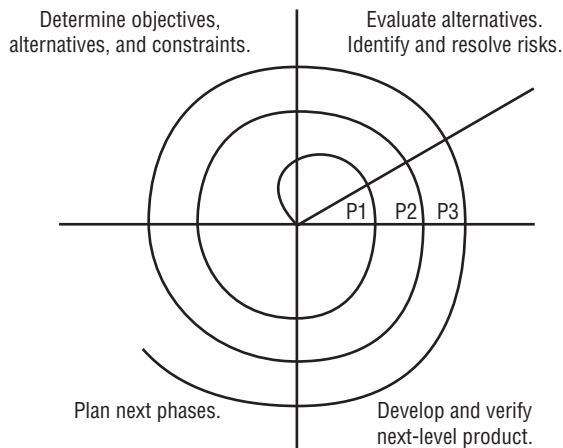 Determine objectives,
alternatives, and constraints.
Evaluate alternatives.
Identify and resolve risks.
P1 P2 P3
Plan next phases.
Develop and verify
next-level product.